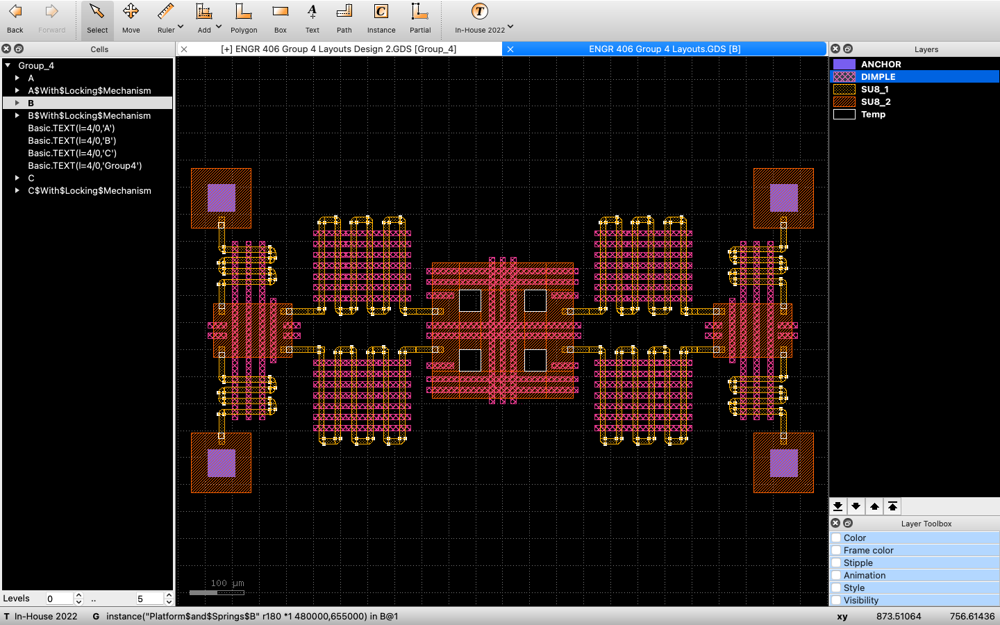 Back
Forward
Select
Move
Ruler
Add
Polygon
Box
Text
Path
Instance
Partial
In-House 2022
Cells
[+] ENGR 406 Group 4 Layouts Design 2.GDS [Group_4]
ENGR 406 Group 4 Layouts.GDS [B]
Layers
Group_4
A
A$With$Locking$Mechanism
B
B$With$Locking$Mechanism
Basic.TEXT(l=4/0,'A')
Basic.TEXT(l=4/0,'B')
Basic.TEXT(l=4/0,'C')
Basic.TEXT(l=4/0,'Group4')
C
C$With$Locking$Mechanism
ANCHOR
DIMPLE
SU8_1
SU8_2
Temp
100 µm
Layer Toolbox
Color
Frame color
Stipple
Animation
Style
Visibility
Levels 0 .. 5
T In-House 2022 G instance("Platform$and$Springs$B" r180 *1 480000,655000) in B@1 xy 873.51064 756.61436